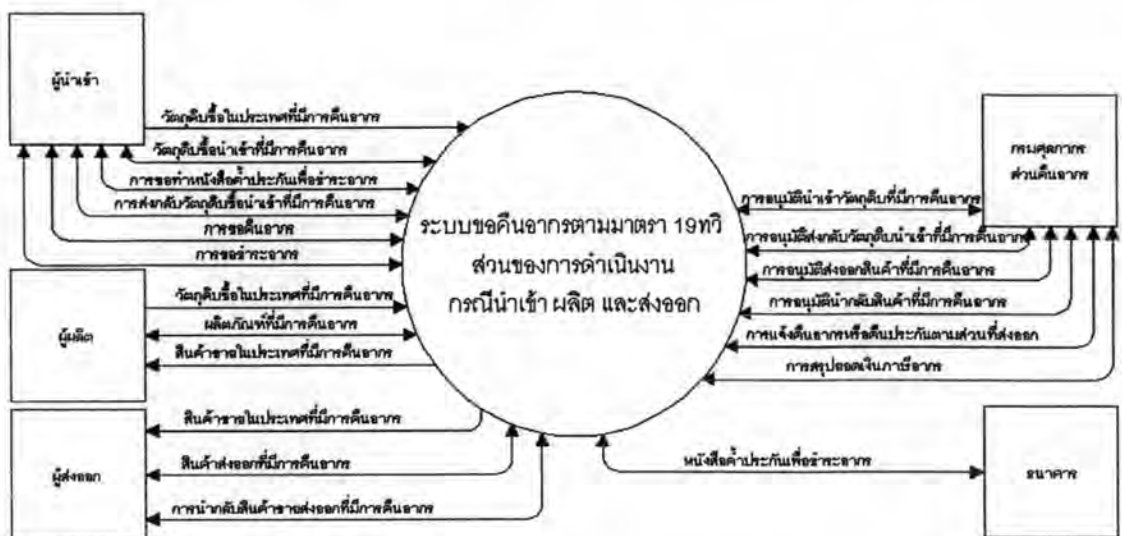 ผู้นำเข้า
วัตถุดิบซื้อในประเทศที่มีการคืนอากร
วัตถุดิบซื้อนำเข้าที่มีการคืนอากร
การขอทำหนังสือค้ำประกันเพื่อชำระอากร
การส่งกลับวัตถุดิบซื้อนำเข้าที่มีการคืนอากร
การขอคืนอากร
การขอชำระอากร
ผู้ผลิต
วัตถุดิบซื้อในประเทศที่มีการคืนอากร
ผลิตภัณฑ์ที่มีการคืนอากร
สินค้าขายในประเทศที่มีการคืนอากร
ผู้ส่งออก
สินค้าขายในประเทศที่มีการคืนอากร
สินค้าส่งออกที่มีการคืนอากร
การนำกลับสินค้าขายส่งออกที่มีการคืนอากร
ระบบขอคืนอากรตามมาตรา 19ทวิ
ส่วนของการดำเนินงาน
กรณีนำเข้า ผลิต และส่งออก
กรมศุลกากร
ส่วนคืนอากร
การอนุมัตินำเข้าวัตถุดิบที่มีการคืนอากร
การอนุมัติส่งกลับวัตถุดิบนำเข้าที่มีการคืนอากร
การอนุมัติส่งออกสินค้าที่มีการคืนอากร
การอนุมัตินำกลับสินค้าที่มีการคืนอากร
การแจ้งคืนอากรหรือคืนประกันตามส่วนที่ส่งออก
การสรุปยอดเงินภาษีอากร
หนังสือค้ำประกันเพื่อชำระอากร
ธนาคาร